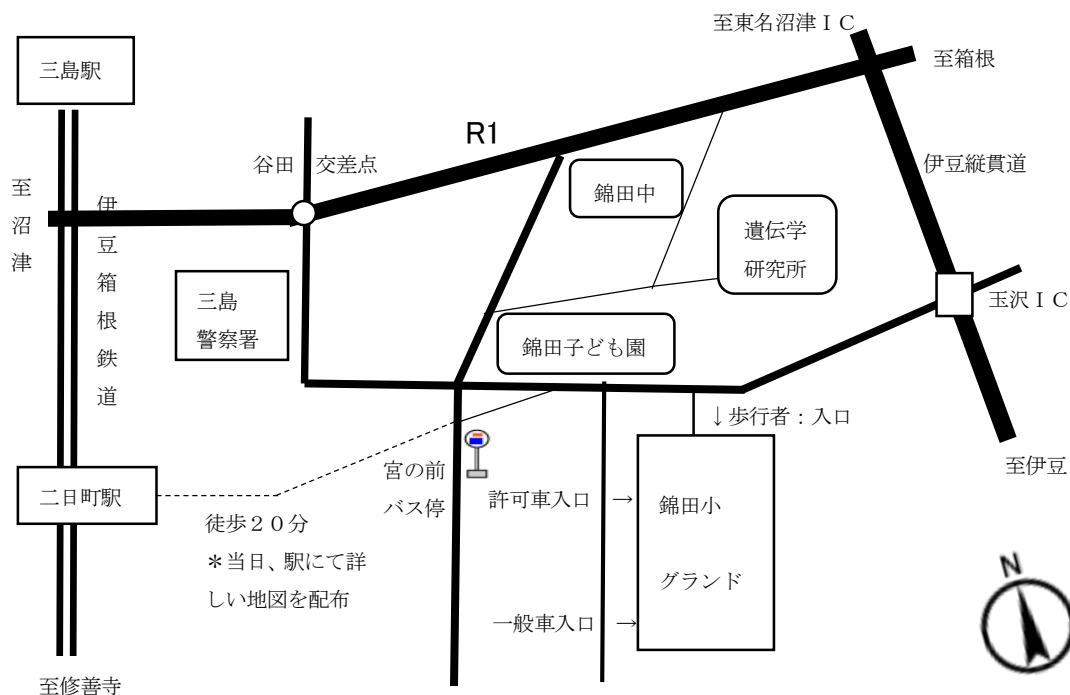 至東名沼津ＩＣ
三島駅
至箱根
R1
谷田
交差点
伊豆縦貫道
錦田中
至沼津
伊豆箱根鉄道
遺伝学
研究所
三島
警察署
玉沢ＩＣ
錦田子ども園
↓歩行者：入口
宮の前
バス停
至伊豆
二日町駅
許可車入口　→
錦田小
グランド
徒歩２０分
＊当日、駅にて詳
しい地図を配布
一般車入口　→
N
至修善寺